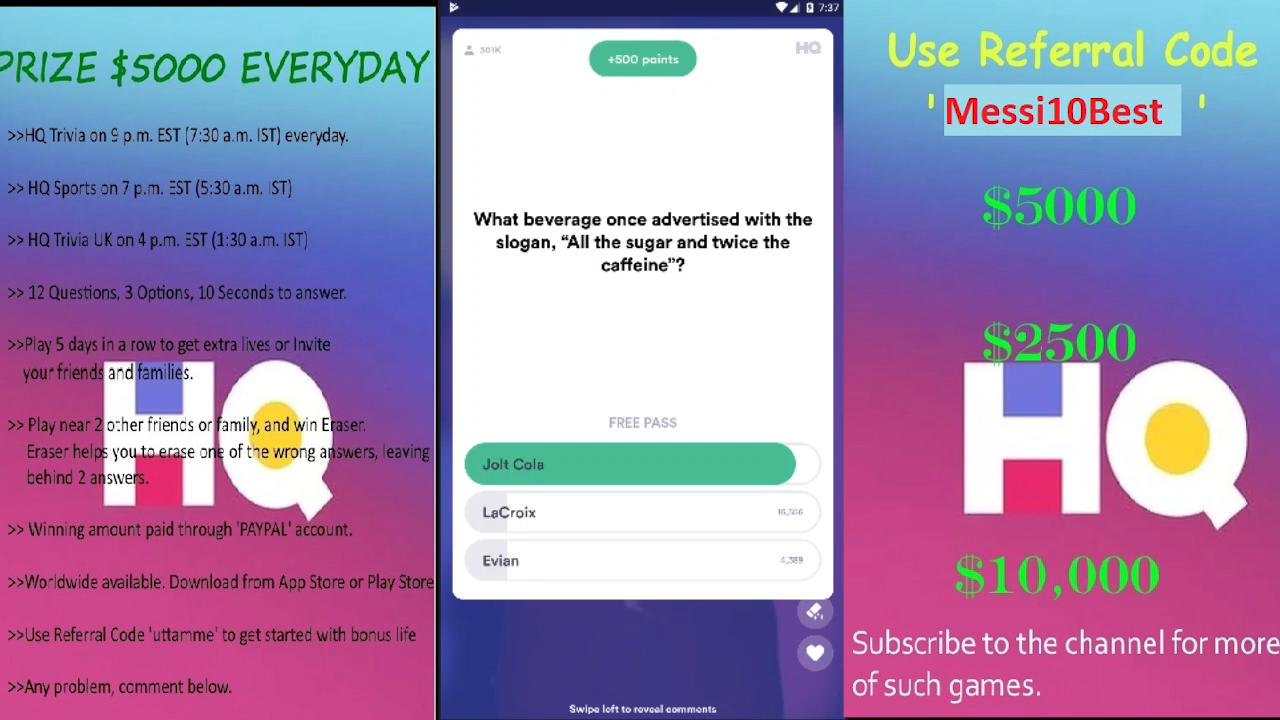 PRIZE $5000 EVERYDAY
>>HQ Trivia on 9 p.m. EST (7:30 a.m. IST) everyday.
>> HQ Sports on 7 p.m. EST (5:30 a.m. IST)
>> HQ Trivia UK on 4 p.m. EST (1:30 a.m. IST)
>> 12 Questions, 3 Options, 10 Seconds to answer.
>>Play 5 days in a row to get extra lives or Invite
your friends and families.
>> Play near 2 other friends or family, and win Eraser.
Eraser helps you to erase one of the wrong answers, leaving
behind 2 answers.
>> Winning amount paid through 'PAYPAL' account.
>>Worldwide available. Download from App Store or Play Store
>>Use Referral Code 'uttamme' to get started with bonus life
>>Any problem, comment below.
HQ
7:37
301K
+500 points
HQ
What beverage once advertised with the
slogan, “All the sugar and twice the
caffeine”?
FREE PASS
Jolt Cola
LaCroix
Evian 4,389
Swipe left to reveal comments
Use Referral Code
' Messi10Best '
$5000
$2500
HQ
$10,000
Subscribe to the channel for more
of such games.